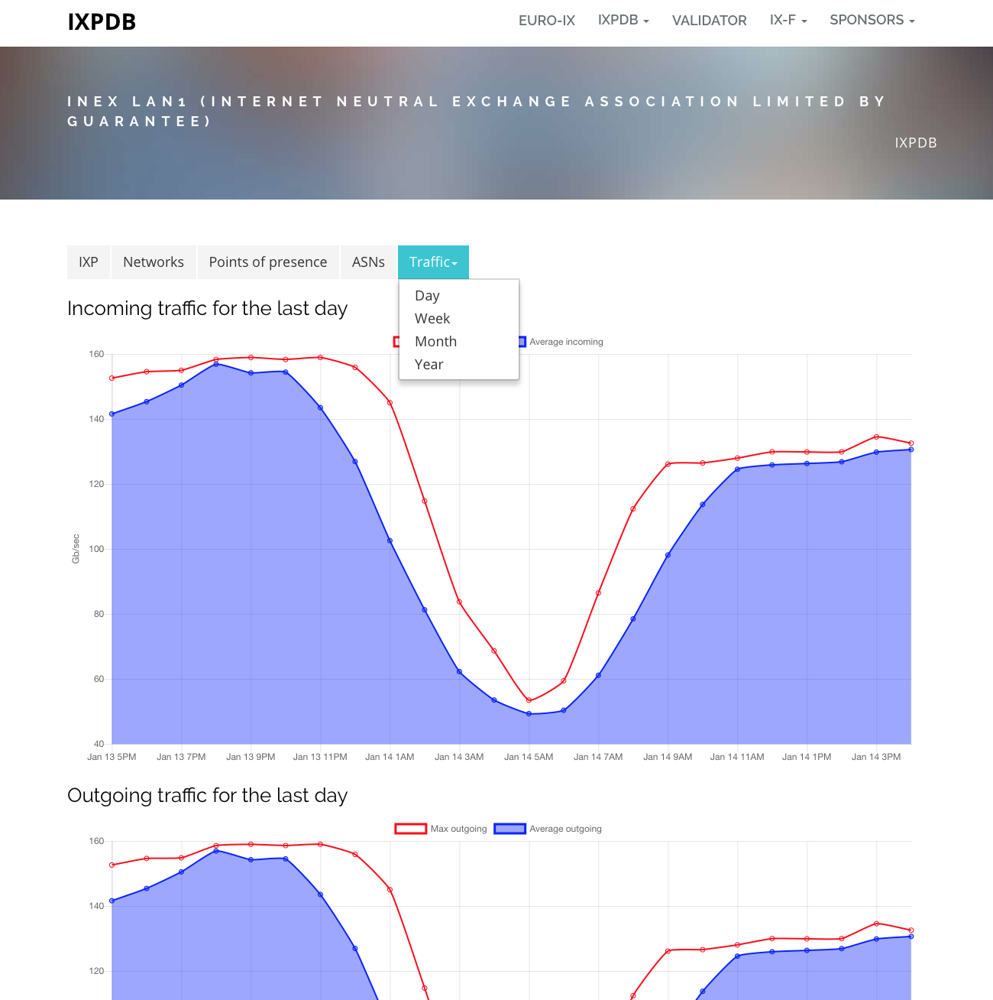 IXPDB
EURO-IX IXPDB VALIDATOR IX-F SPONSORS
INEX LAN1 (INTERNET NEUTRAL EXCHANGE ASSOCIATION LIMITED BY
GUARANTEE)
IXPDB
IXP Networks Points of presence ASNs Traffic
Day
Week
Month
Year
Incoming traffic for the last day
Average incoming
160
140
120
100
80
60
40
Gb/sec
Jan 13 5PM Jan 13 7PM Jan 13 9PM Jan 13 11PM Jan 14 1AM Jan 14 3AM Jan 14 5AM Jan 14 7AM Jan 14 9AM Jan 14 11AM Jan 14 1PM Jan 14 3PM
Outgoing traffic for the last day
Max outgoing Average outgoing
160
140
120